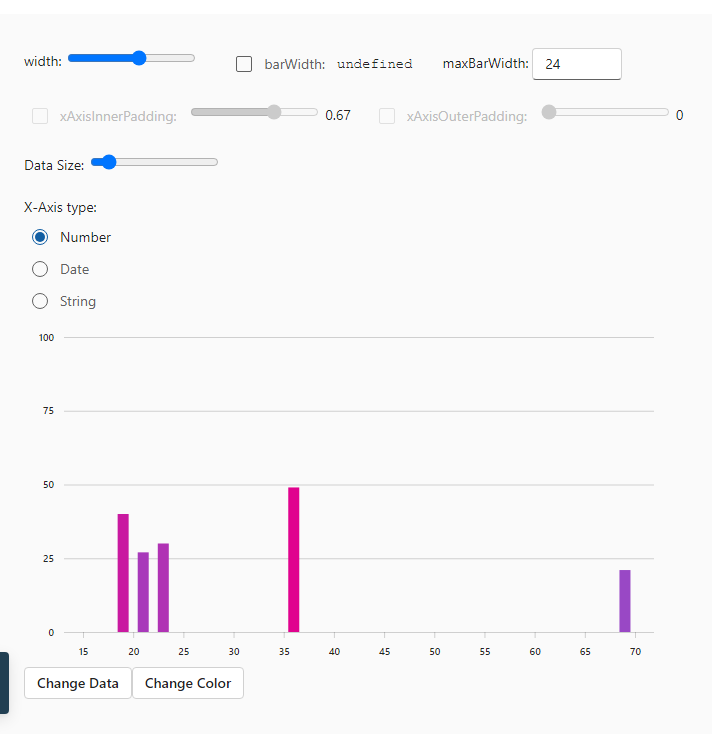 width: barWidth: undefined maxBarWidth: 24
xAxisInnerPadding: 0.67 xAxisOuterPadding: 0
Data Size:
X-Axis type:
Number
Date
String
100
75
50
25
0
15 20 25 30 35 40 45 50 55 60 65 70
Change Data Change Color